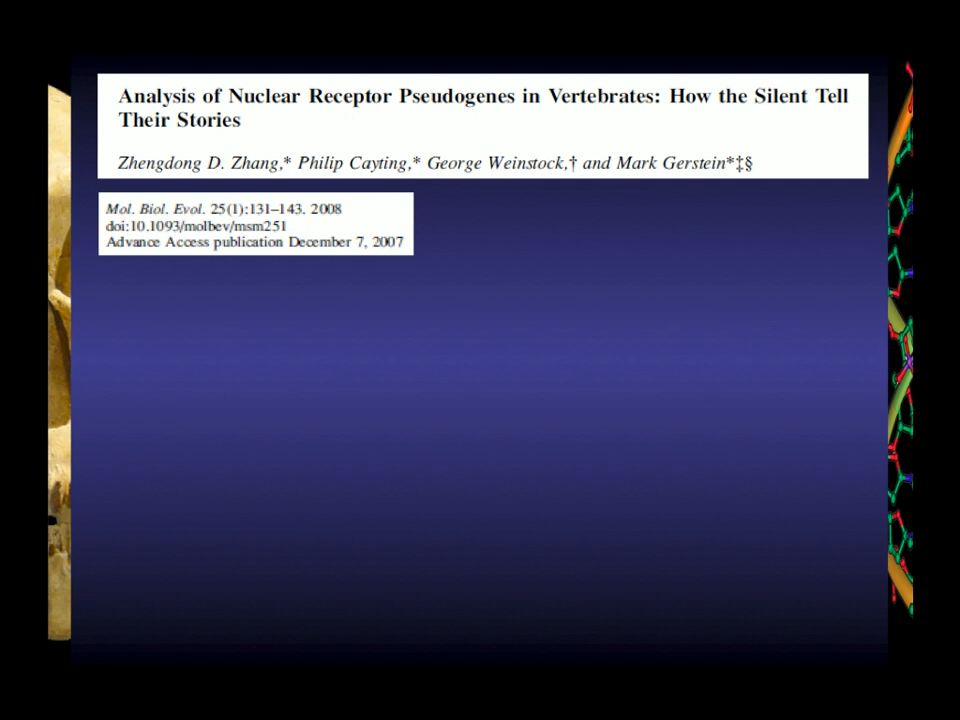 Analysis of Nuclear Receptor Pseudogenes in Vertebrates: How the Silent Tell
Their Stories
Zhengdong D. Zhang,* Philip Cayting,* George Weinstock,† and Mark Gerstein*‡§
Mol. Biol. Evol. 25(1):131–143. 2008
doi:10.1093/molbev/msm251
Advance Access publication December 7, 2007